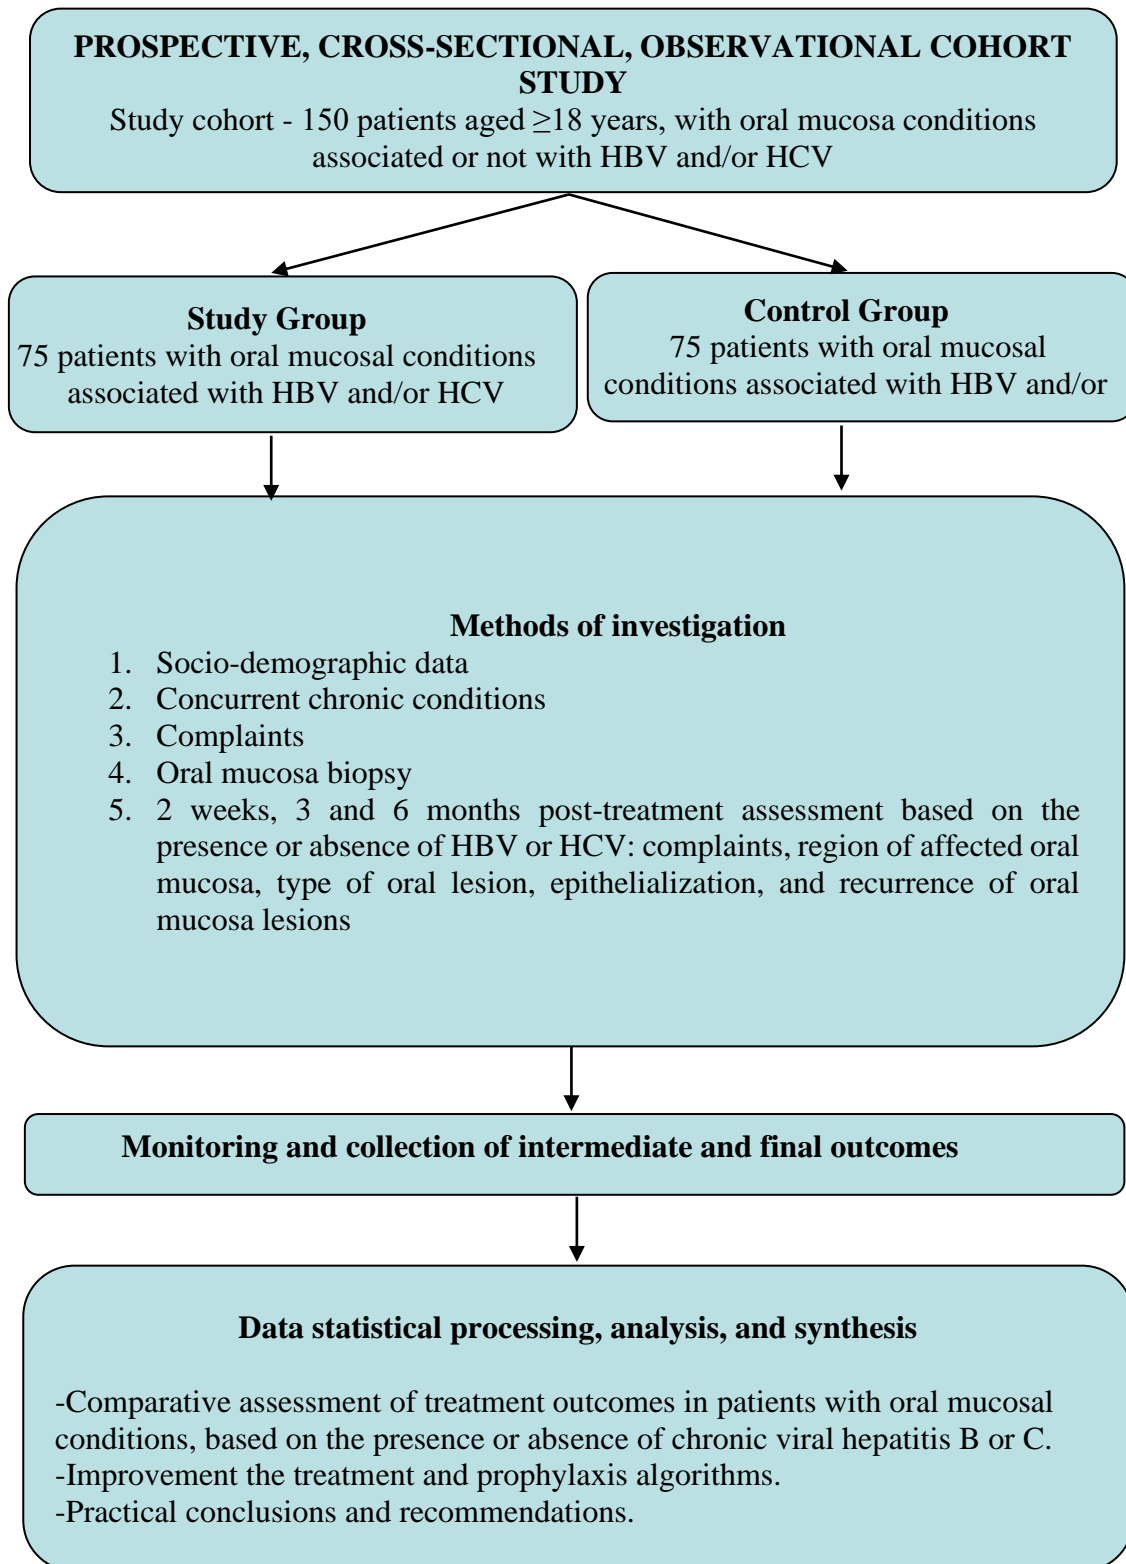 PROSPECTIVE, CROSS-SECTIONAL, OBSERVATIONAL COHORT
STUDY
Study cohort - 150 patients aged ≥18 years, with oral mucosa conditions
associated or not with HBV and/or HCV
Study Group
75 patients with oral mucosal conditions
associated with HBV and/or HCV
Control Group
75 patients with oral mucosal
conditions associated with HBV and/or
Methods of investigation
1. Socio-demographic data
2. Concurrent chronic conditions
3. Complaints
4. Oral mucosa biopsy
5. 2 weeks, 3 and 6 months post-treatment assessment based on the
presence or absence of HBV or HCV: complaints, region of affected oral
mucosa, type of oral lesion, epithelialization, and recurrence of oral
mucosa lesions
Monitoring and collection of intermediate and final outcomes
Data statistical processing, analysis, and synthesis
-Comparative assessment of treatment outcomes in patients with oral mucosal
conditions, based on the presence or absence of chronic viral hepatitis B or C.
-Improvement the treatment and prophylaxis algorithms.
-Practical conclusions and recommendations.